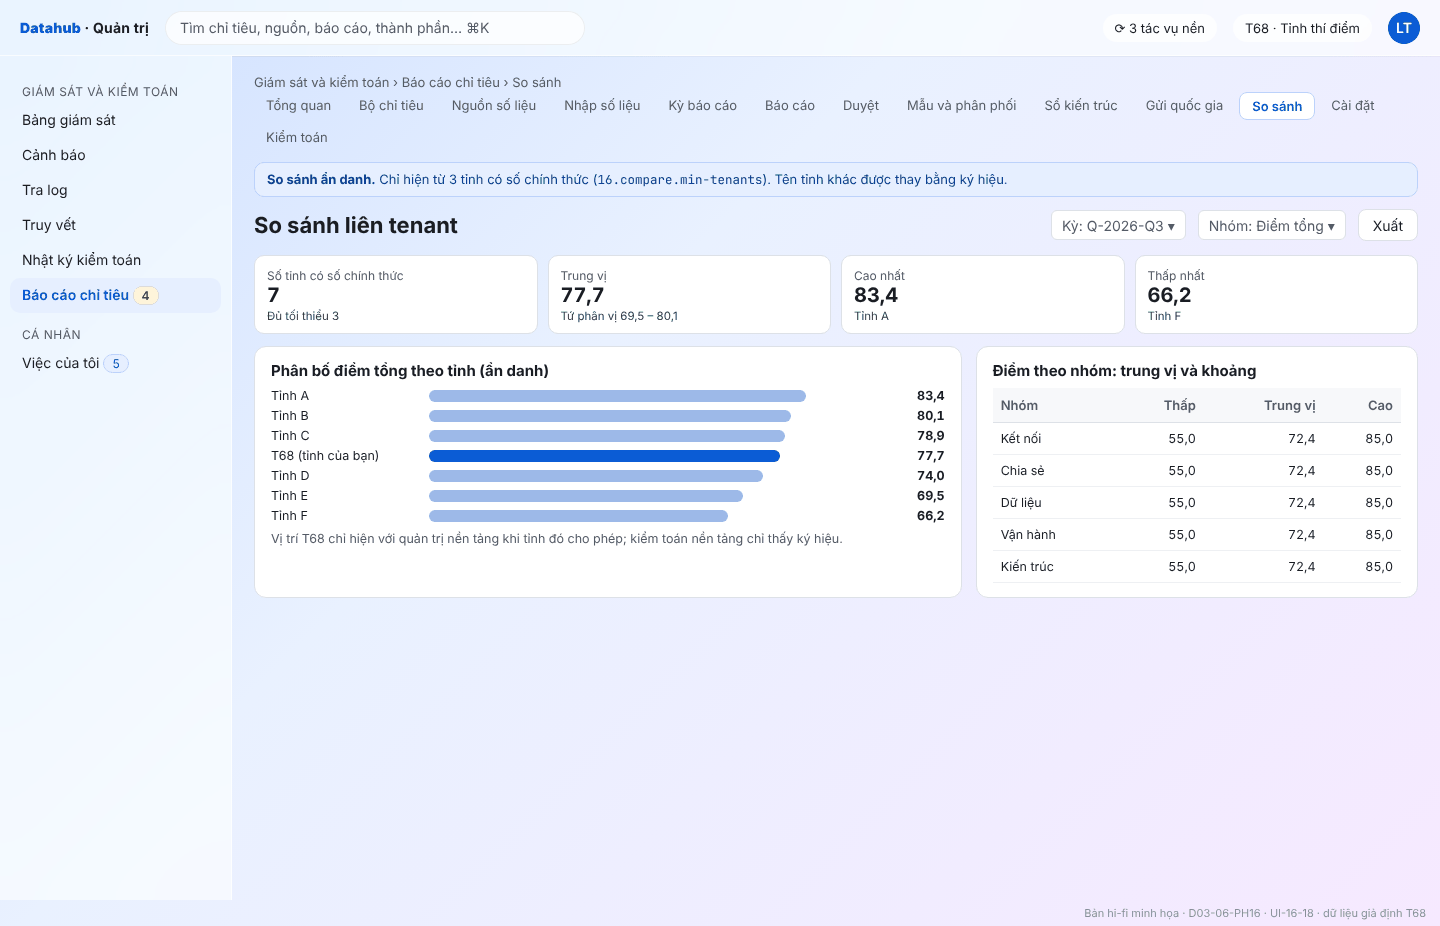 Datahub · Quản trị
Tìm chỉ tiêu, nguồn, báo cáo, thành phần... ⌘K
⟳ 3 tác vụ nền
T68 · Tỉnh thí điểm
LT
GIÁM SÁT VÀ KIỂM TOÁN
Bảng giám sát
Cảnh báo
Tra log
Truy vết
Nhật ký kiểm toán
Báo cáo chỉ tiêu 4
CÁ NHÂN
Việc của tôi 5
Giám sát và kiểm toán › Báo cáo chỉ tiêu › So sánh
Tổng quan Bộ chỉ tiêu Nguồn số liệu Nhập số liệu Kỳ báo cáo Báo cáo Duyệt Mẫu và phân phối Sổ kiến trúc Gửi quốc gia So sánh Cài đặt
Kiểm toán
So sánh ẩn danh. Chỉ hiện từ 3 tỉnh có số chính thức (16.compare.min-tenants). Tên tỉnh khác được thay bằng ký hiệu.
So sánh liên tenant
Kỳ: Q-2026-Q3 ▾
Nhóm: Điểm tổng ▾
Xuất
Số tỉnh có số chính thức
7
Đủ tối thiểu 3
Trung vị
77,7
Tứ phân vị 69,5 – 80,1
Cao nhất
83,4
Tỉnh A
Thấp nhất
66,2
Tỉnh F
Phân bố điểm tổng theo tỉnh (ẩn danh)
Tỉnh A 83,4
Tỉnh B 80,1
Tỉnh C 78,9
T68 (tỉnh của bạn) 77,7
Tỉnh D 74,0
Tỉnh E 69,5
Tỉnh F 66,2
Vị trí T68 chỉ hiện với quản trị nền tảng khi tỉnh đó cho phép; kiểm toán nền tảng chỉ thấy ký hiệu.
Điểm theo nhóm: trung vị và khoảng
Nhóm Thấp Trung vị Cao
Kết nối 55,0 72,4 85,0
Chia sẻ 55,0 72,4 85,0
Dữ liệu 55,0 72,4 85,0
Vận hành 55,0 72,4 85,0
Kiến trúc 55,0 72,4 85,0
Bản hi-fi minh họa · D03-06-PH16 · UI-16-18 · dữ liệu giả định T68